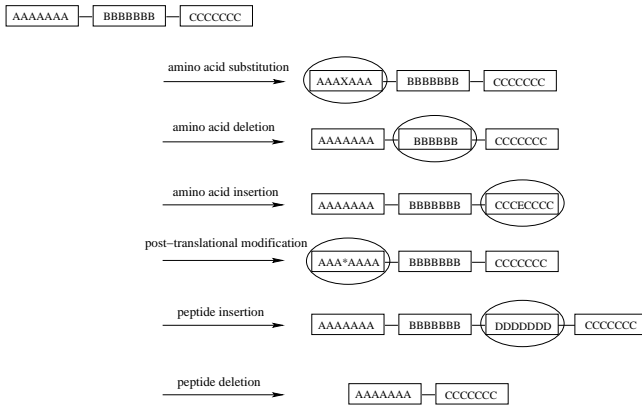 AAAAAAA BBBBBBB CCCCCCC
amino acid substitution AAAXAAA BBBBBBB CCCCCCC
amino acid deletion AAAAAAA BBBBBB CCCCCCC
amino acid insertion AAAAAAA BBBBBBB CCCECCCC
post-translational modification AAA*AAAA BBBBBBB CCCCCCC
peptide insertion AAAAAAA BBBBBBB DDDDDDD CCCCCCC
peptide deletion AAAAAAA CCCCCCC